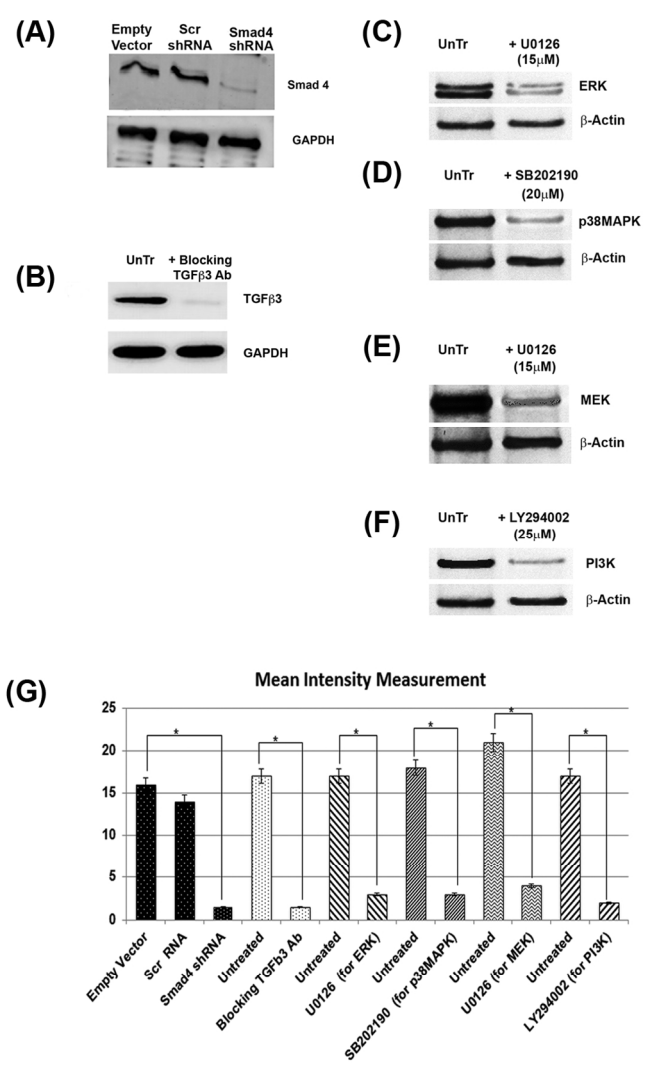 (A)
Empty Vector
Scr shRNA
Smad4 shRNA
Smad 4
GAPDH
(B)
UnTr
+ Blocking TGFβ3 Ab
TGFβ3
GAPDH
(C)
UnTr
+ U0126
(15µM)
ERK
β-Actin
(D)
UnTr
+ SB202190
(20µM)
p38MAPK
β-Actin
(E)
UnTr
+ U0126
(15µM)
MEK
β-Actin
(F)
UnTr
+ LY294002
(25µM)
PI3K
β-Actin
(G)
Mean Intensity Measurement
25
20
15
10
5
0
* * * * * *
Empty Vector
Scr RNA
Smad4 shRNA
Untreated
Blocking TGFb3 Ab
Untreated
U0126 (for ERK)
Untreated
SB202190 (for p38MAPK)
Untreated
U0126 (for MEK)
Untreated
LY294002 (for PI3K)